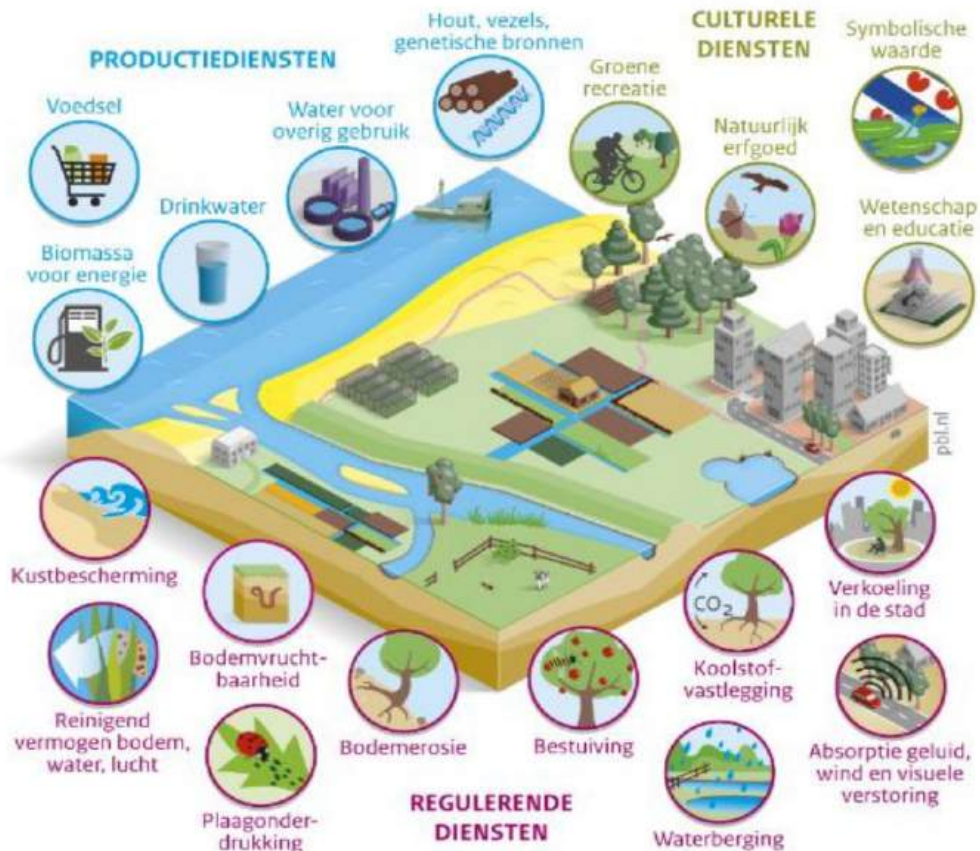 PRODUCTIEDIENSTEN
Voedsel
Biomassa
voor energie
Drinkwater
Water voor
overig gebruik
Hout, vezels,
genetische bronnen
CULTURELE
DIENSTEN
Groene
recreatie
Natuurlijk
erfgoed
Symbolische
waarde
Wetenschap
en educatie
pbl.nl
Kustbescherming
Reinigend
vermogen bodem,
water, lucht
Bodemvrucht-
baarheid
Plaagonder-
drukking
Bodemerosie
Bestuiving
REGULERENDE
DIENSTEN
CO2
Koolstof-
vastlegging
Waterberging
Verkoeling
in de stad
Absorptie geluid,
wind en visuele
verstoring